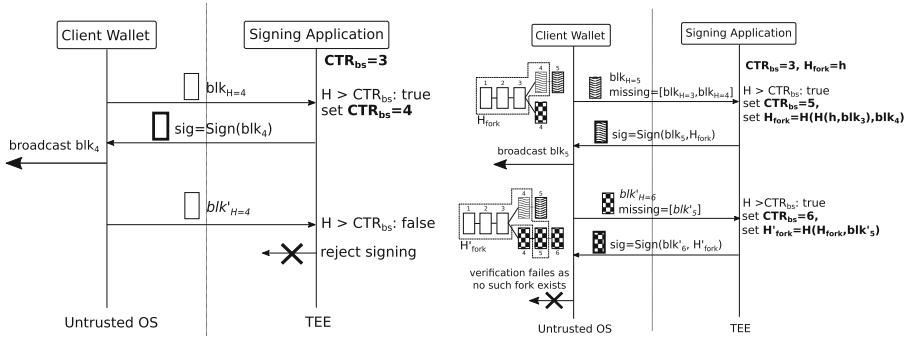 Client Wallet
Signing Application
CTRbs=3
blkH=4
H > CTRbs: true
set CTRbs=4
sig=Sign(blk4)
broadcast blk4
blk'H=4
H > CTRbs: false
reject signing
Untrusted OS
TEE
Client Wallet
Signing Application
CTRbs=3, Hfork=h
4 5
1 2 3
Hfork
4
blkH=5
missing=[blkH=3,blkH=4]
H > CTRbs: true
set CTRbs=5,
set Hfork=H(H(h,blk3),blk4)
sig=Sign(blk5,Hfork)
broadcast blk5
4 5
1 2 3
H'fork
4 5 6
blk'H=6
missing=[blk'5]
H >CTRbs: true
set CTRbs=6,
set H'fork=H(Hfork,blk'5)
sig=Sign(blk'6, H'fork)
verification failes as
no such fork exists
Untrusted OS
TEE